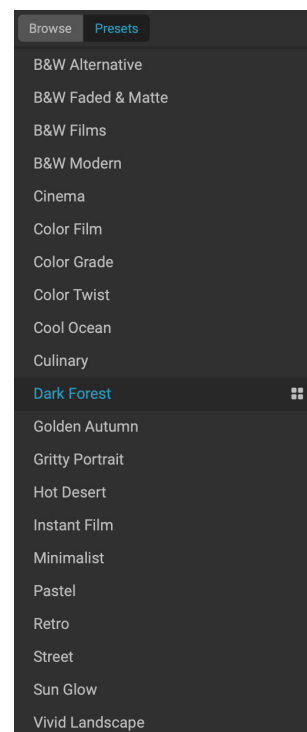 Browse Presets
B&W Alternative
B&W Faded & Matte
B&W Films
B&W Modern
Cinema
Color Film
Color Grade
Color Twist
Cool Ocean
Culinary
Dark Forest
Golden Autumn
Gritty Portrait
Hot Desert
Instant Film
Minimalist
Pastel
Retro
Street
Sun Glow
Vivid Landscape